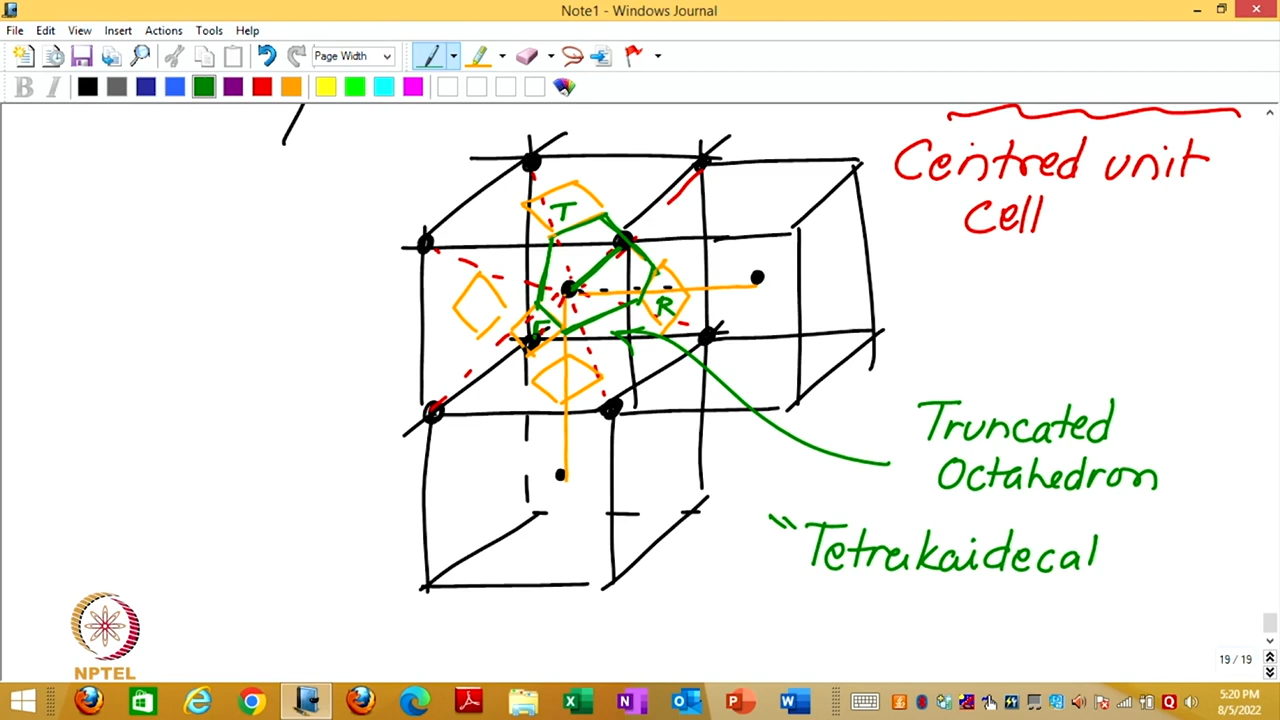 Note1 - Windows Journal
File Edit View Insert Actions Tools Help
Page Width
B I
Centred unit
cell
T
R
F
Truncated
Octahedron
"Tetrakaidecal
19 / 19
NPTEL
5:20 PM
8/5/2022